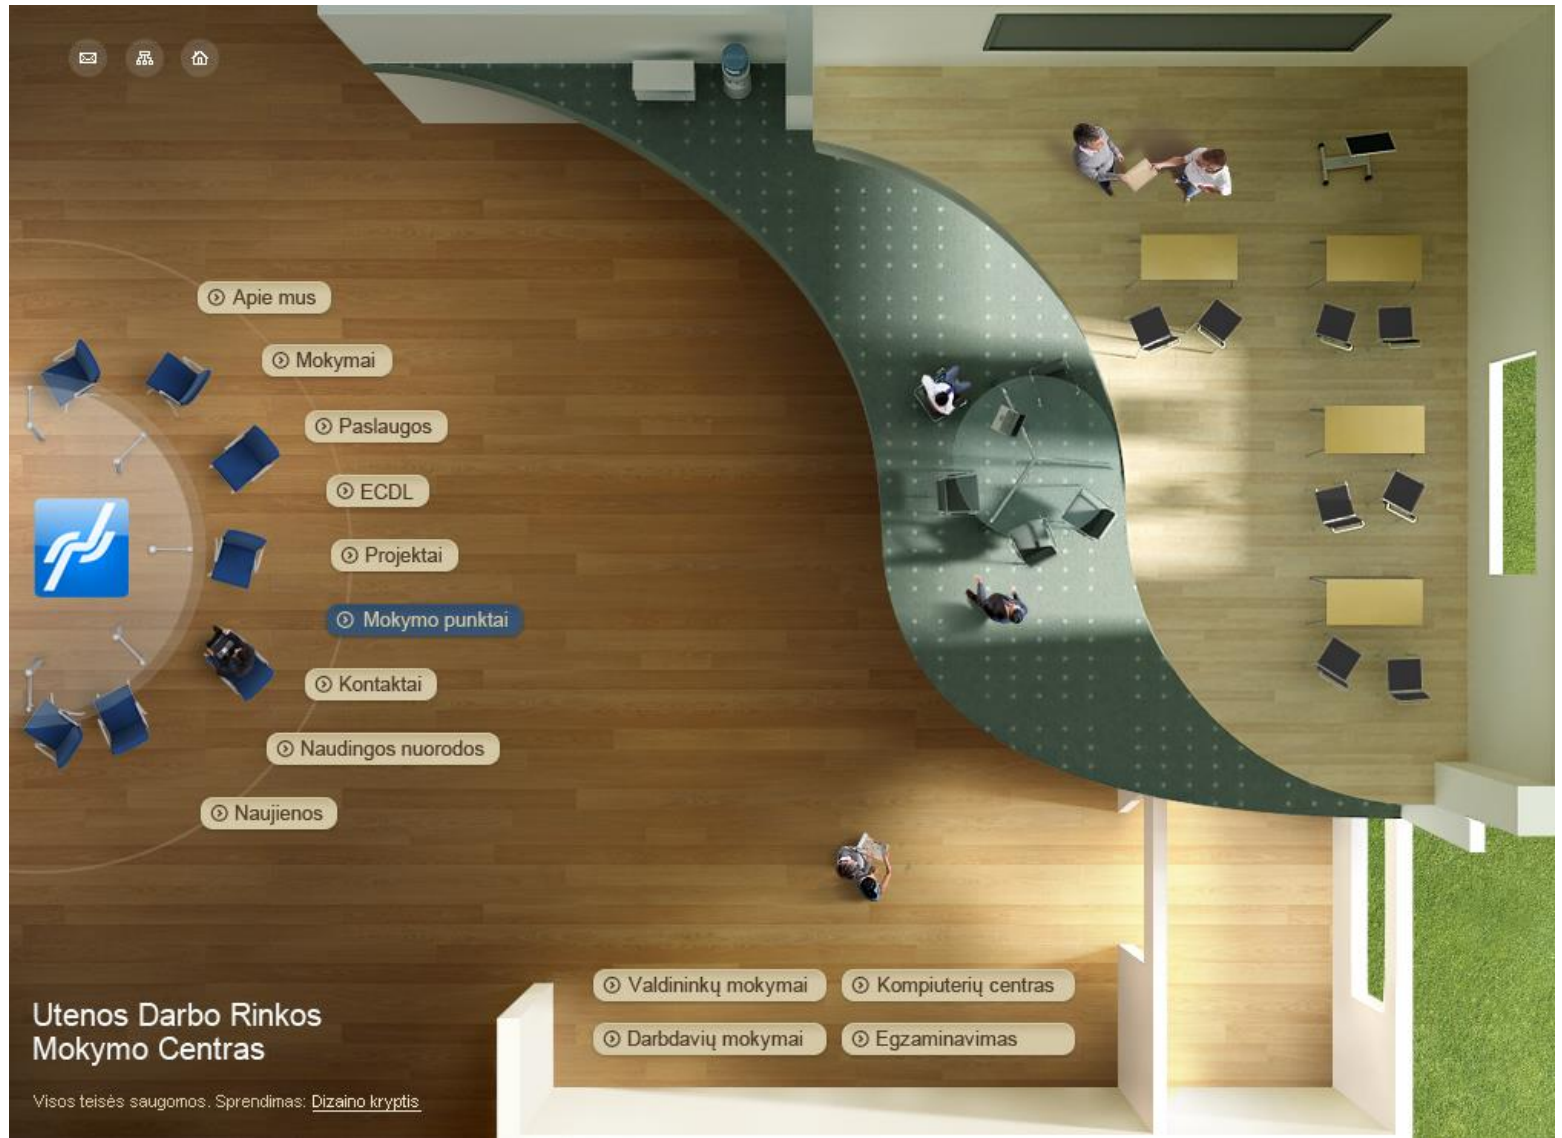 Apie mus
Mokymai
Paslaugos
ECDL
Projektai
Mokymo punktai
Kontaktai
Naudingos nuorodos
Naujienos
Valdininkų mokymai
Kompiuterių centras
Darbdavių mokymai
Egzaminavimas
Utenos Darbo Rinkos
Mokymo Centras
Visos teisės saugomos. Sprendimas: Dizaino kryptis